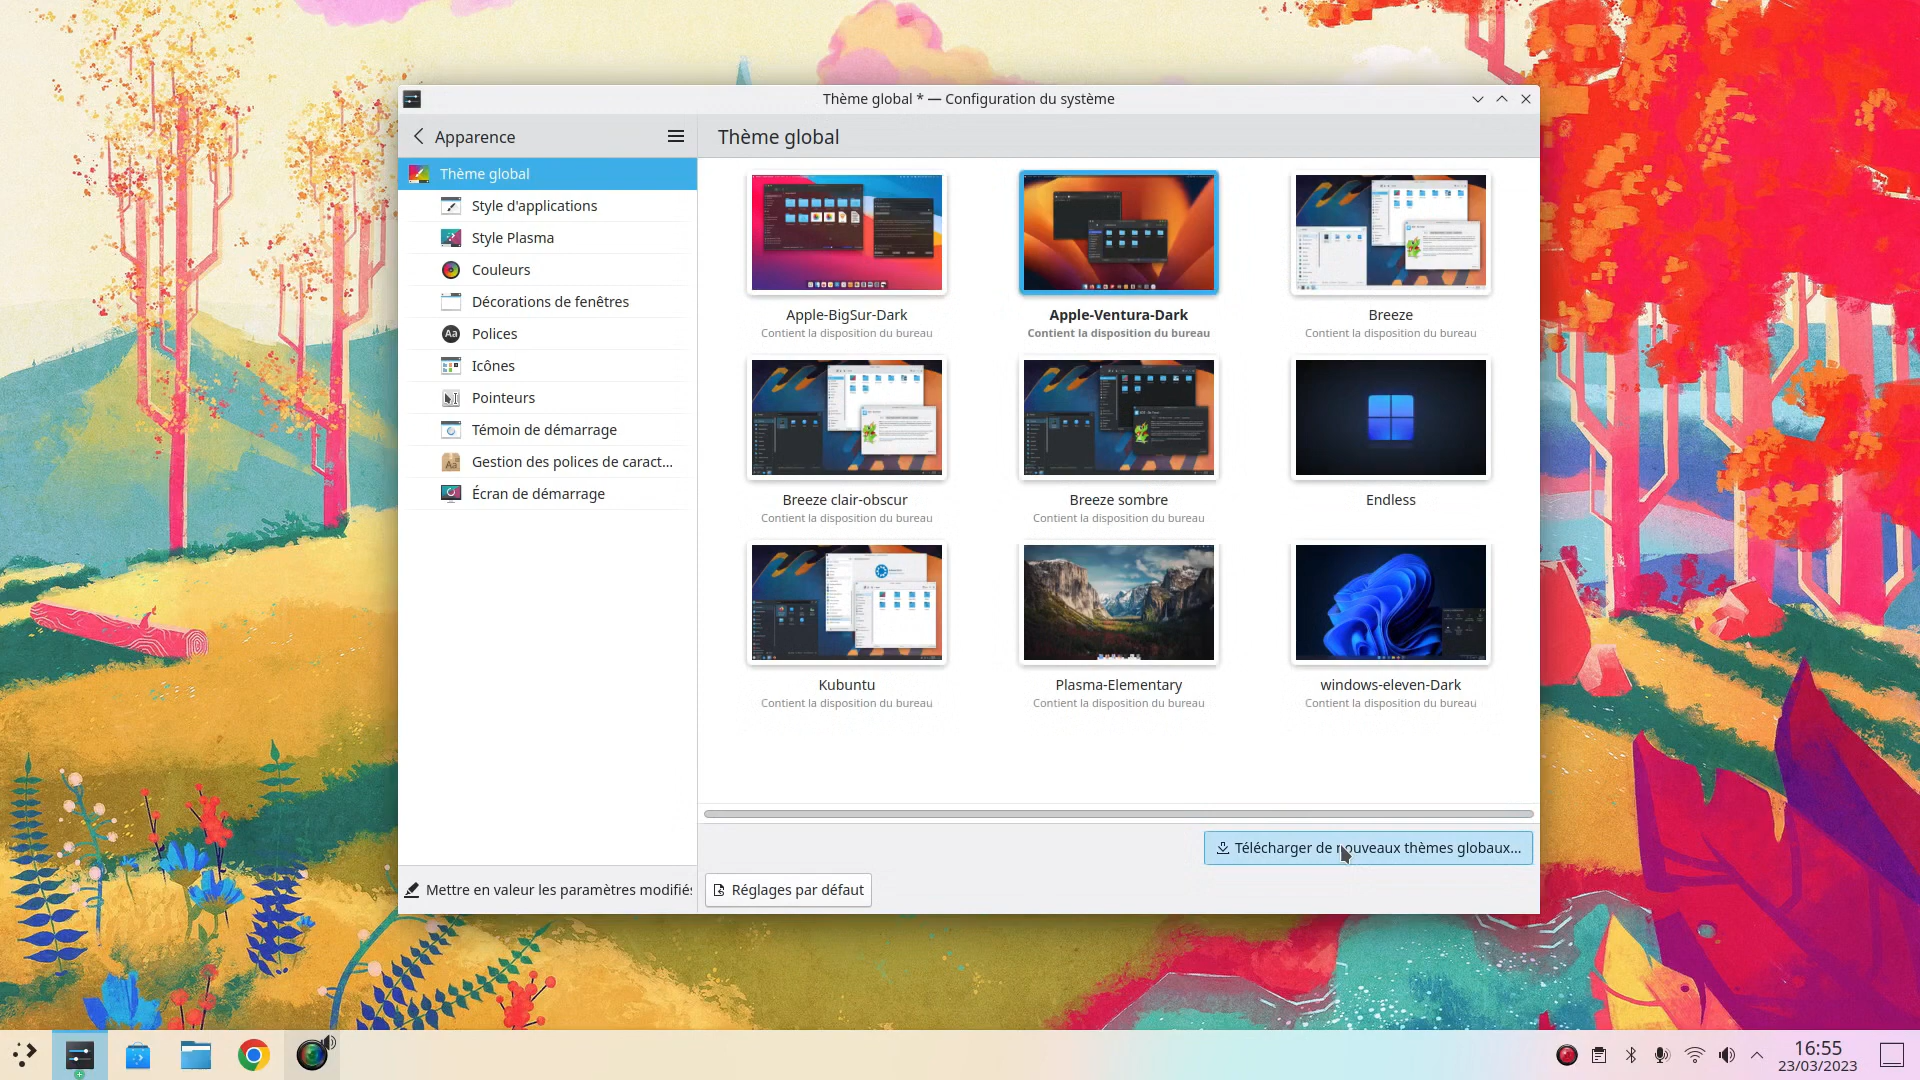 Thème global * — Configuration du système
Apparence
Thème global
Thème global
Style d'applications
Style Plasma
Couleurs
Décorations de fenêtres
Polices
Icônes
Pointeurs
Témoin de démarrage
Gestion des polices de caract...
Écran de démarrage
Apple-BigSur-Dark
Contient la disposition du bureau
Apple-Ventura-Dark
Contient la disposition du bureau
Breeze
Contient la disposition du bureau
Breeze clair-obscur
Contient la disposition du bureau
Breeze sombre
Contient la disposition du bureau
Endless
Kubuntu
Contient la disposition du bureau
Plasma-Elementary
Contient la disposition du bureau
windows-eleven-Dark
Contient la disposition du bureau
Télécharger de nouveaux thèmes globaux...
Mettre en valeur les paramètres modifiés
Réglages par défaut
16:55
23/03/2023